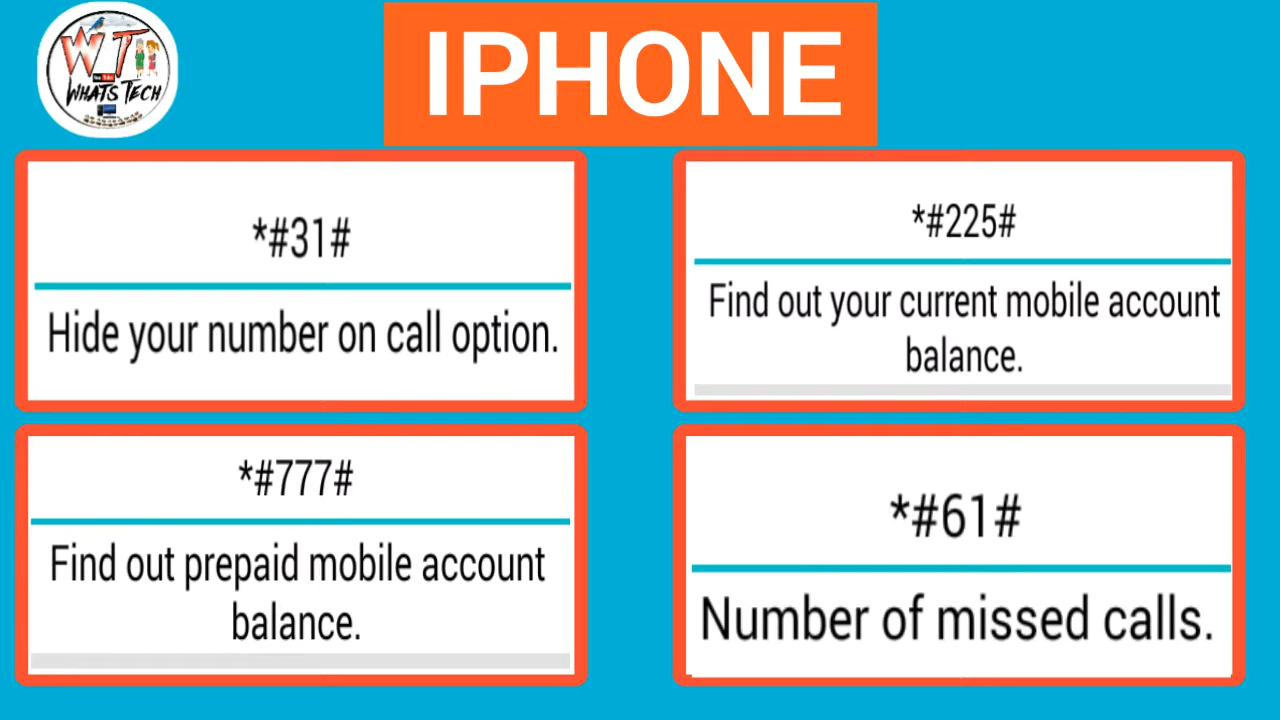 WT
WHATS TECH
IPHONE
*#31#
Hide your number on call option.
*#225#
Find out your current mobile account
balance.
*#777#
Find out prepaid mobile account
balance.
*#61#
Number of missed calls.